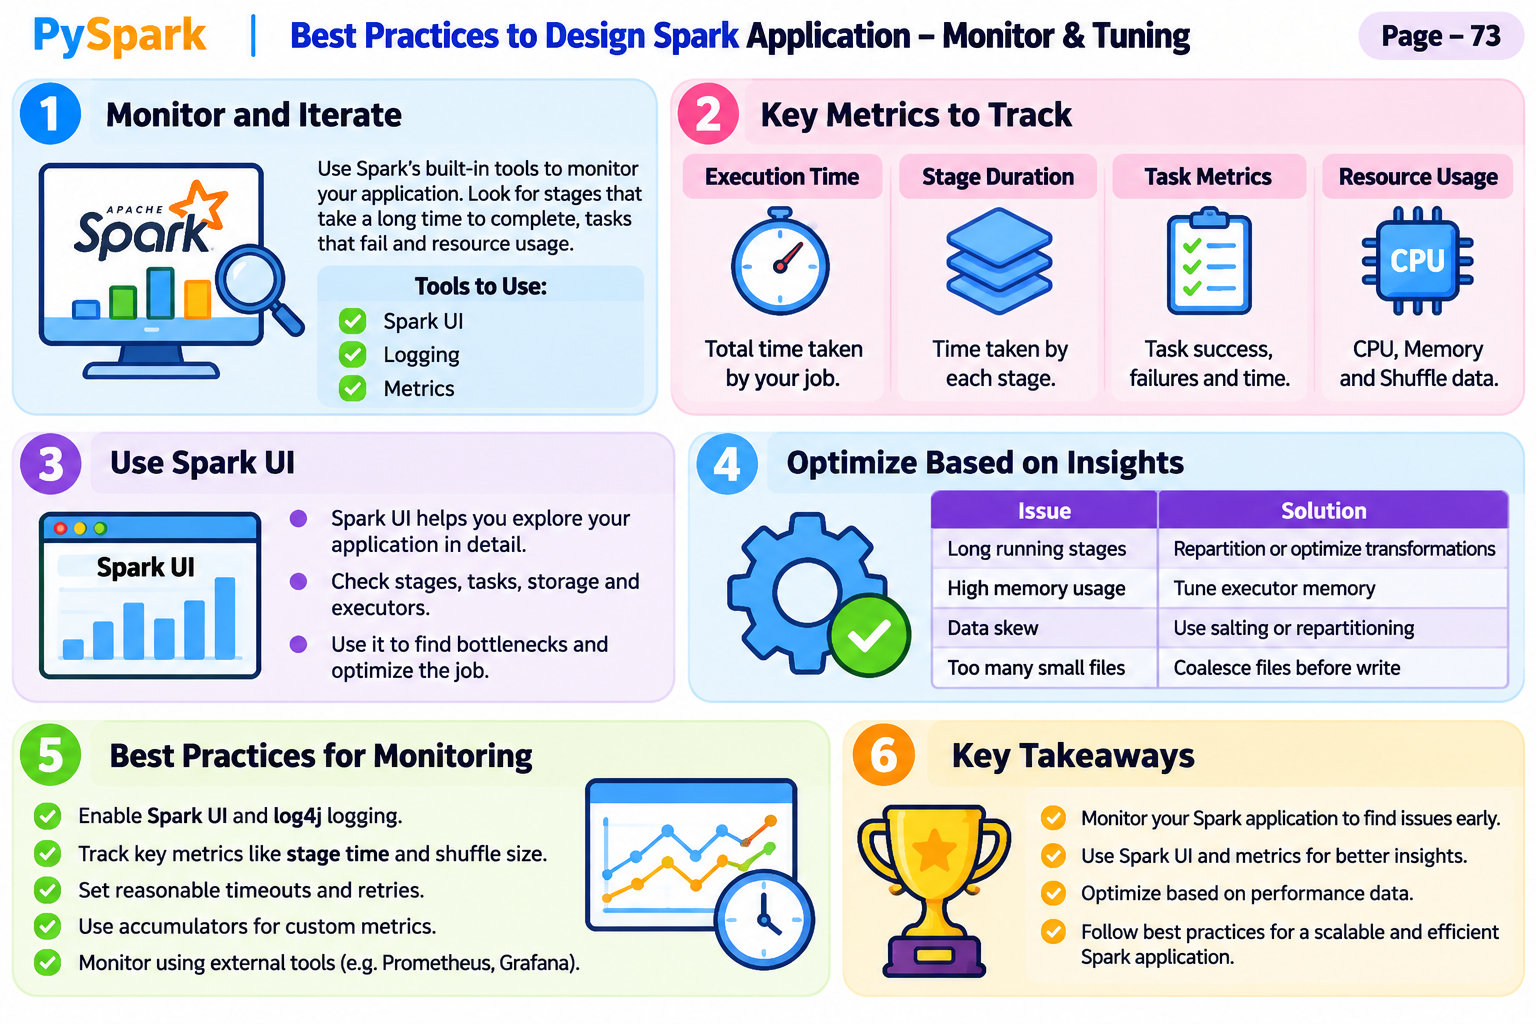 PySpark
Best Practices to Design Spark Application – Monitor & Tuning
Page – 73
1
Monitor and Iterate
APACHE
Spark
Use Spark's built-in tools to monitor
your application. Look for stages that
take a long time to complete, tasks
that fail and resource usage.
Tools to Use:
Spark UI
Logging
Metrics
2
Key Metrics to Track
Execution Time
Total time taken
by your job.
Stage Duration
Time taken by
each stage.
Task Metrics
Task success,
failures and time.
Resource Usage
CPU
CPU, Memory
and Shuffle data.
3
Use Spark UI
Spark UI
Spark UI helps you explore your
application in detail.
Check stages, tasks, storage and
executors.
Use it to find bottlenecks and
optimize the job.
4
Optimize Based on Insights
Issue Solution
Long running stages Repartition or optimize transformations
High memory usage Tune executor memory
Data skew Use salting or repartitioning
Too many small files Coalesce files before write
5
Best Practices for Monitoring
Enable Spark UI and log4j logging.
Track key metrics like stage time and shuffle size.
Set reasonable timeouts and retries.
Use accumulators for custom metrics.
Monitor using external tools (e.g. Prometheus, Grafana).
6
Key Takeaways
Monitor your Spark application to find issues early.
Use Spark UI and metrics for better insights.
Optimize based on performance data.
Follow best practices for a scalable and efficient
Spark application.